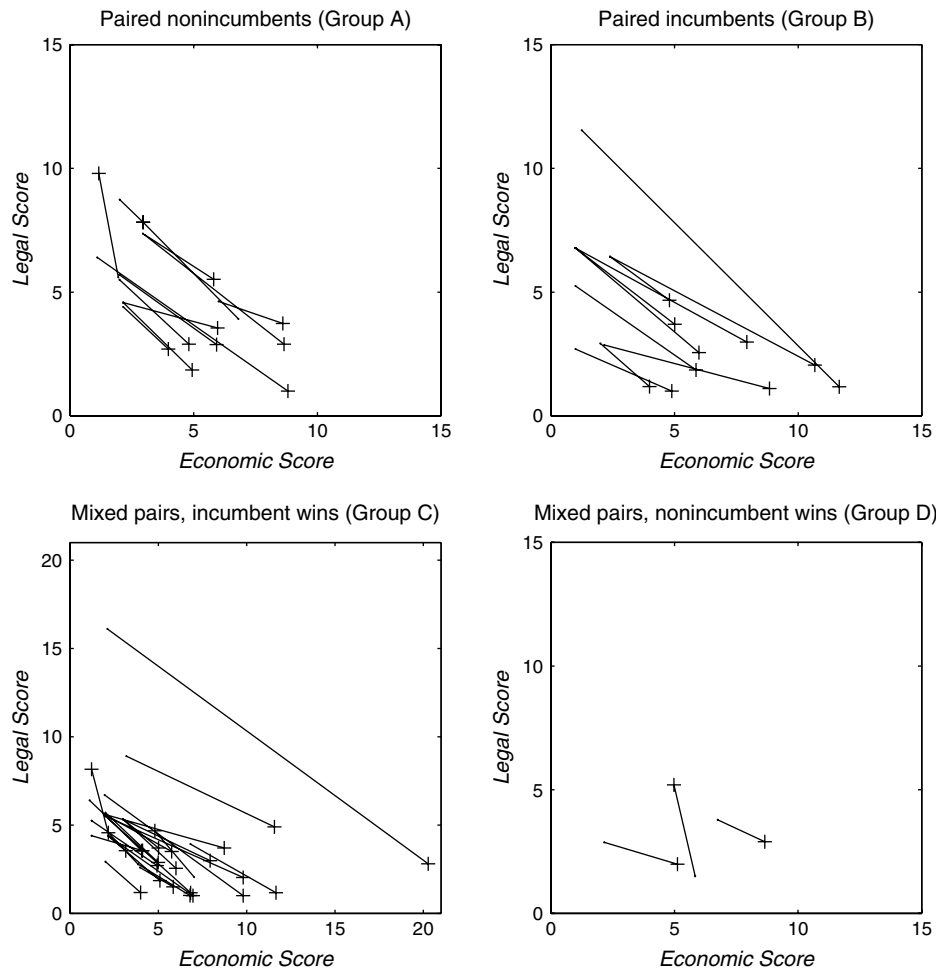 Paired nonincumbents (Group A)
15
10
5
0
Legal Score
0 5 10 15
Economic Score
Paired incumbents (Group B)
15
10
5
0
Legal Score
0 5 10 15
Economic Score
Mixed pairs, incumbent wins (Group C)
20
15
10
5
0
Legal Score
0 5 10 15 20
Economic Score
Mixed pairs, nonincumbent wins (Group D)
15
10
5
0
Legal Score
0 5 10 15
Economic Score